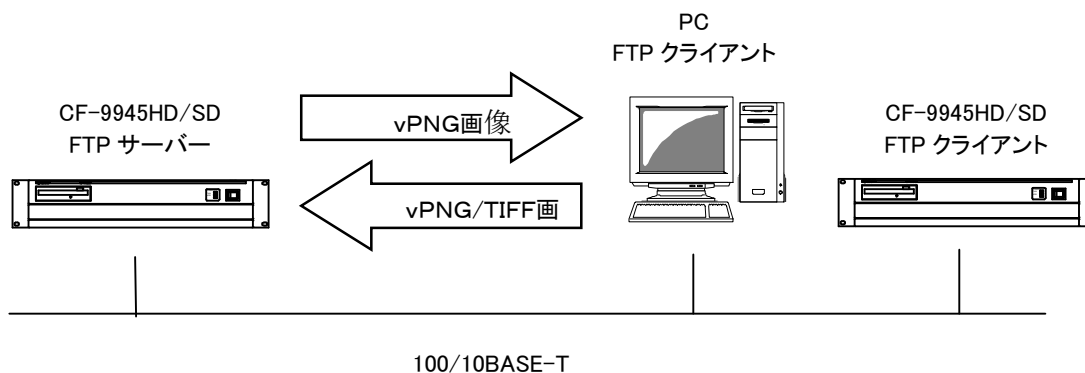 CF-9945HD/SD
FTP サーバー
vPNG画像
vPNG/TIFF画
PC
FTP クライアント
CF-9945HD/SD
FTP クライアント
100/10BASE-T